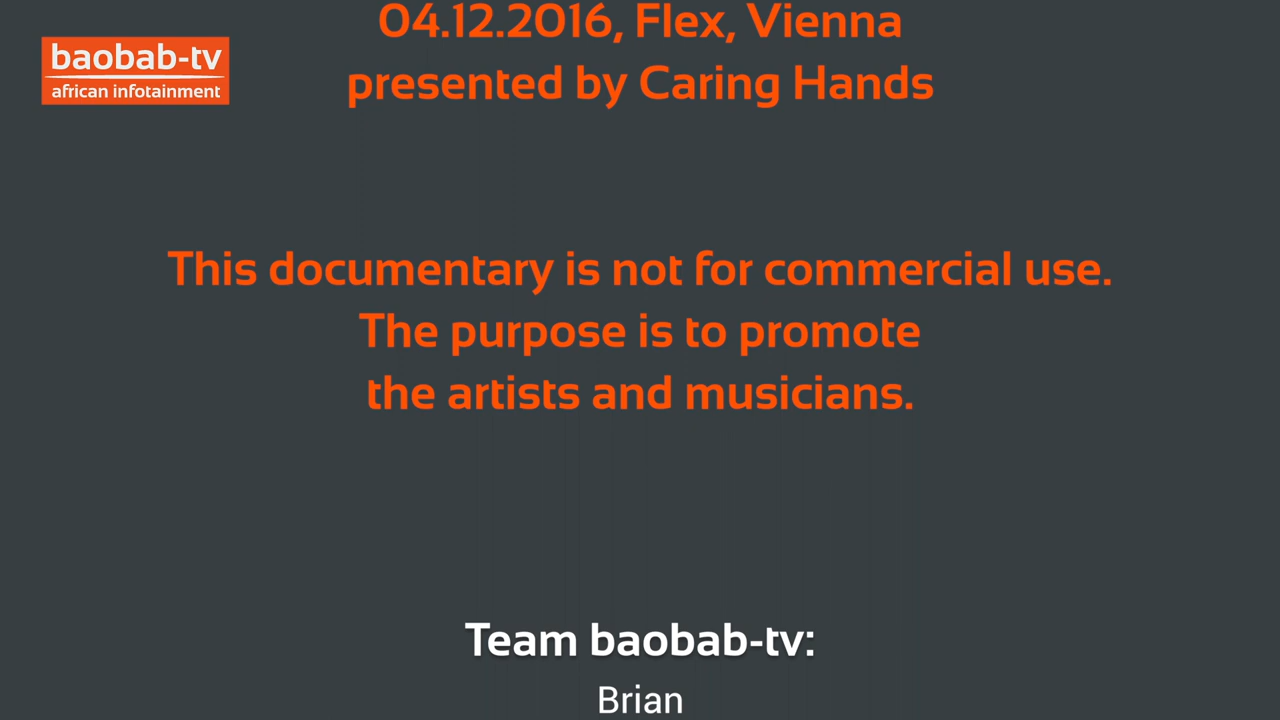 baobab-tv
african infotainment
04.12.2016, Flex, Vienna
presented by Caring Hands
This documentary is not for commercial use.
The purpose is to promote
the artists and musicians.
Team baobab-tv:
Brian